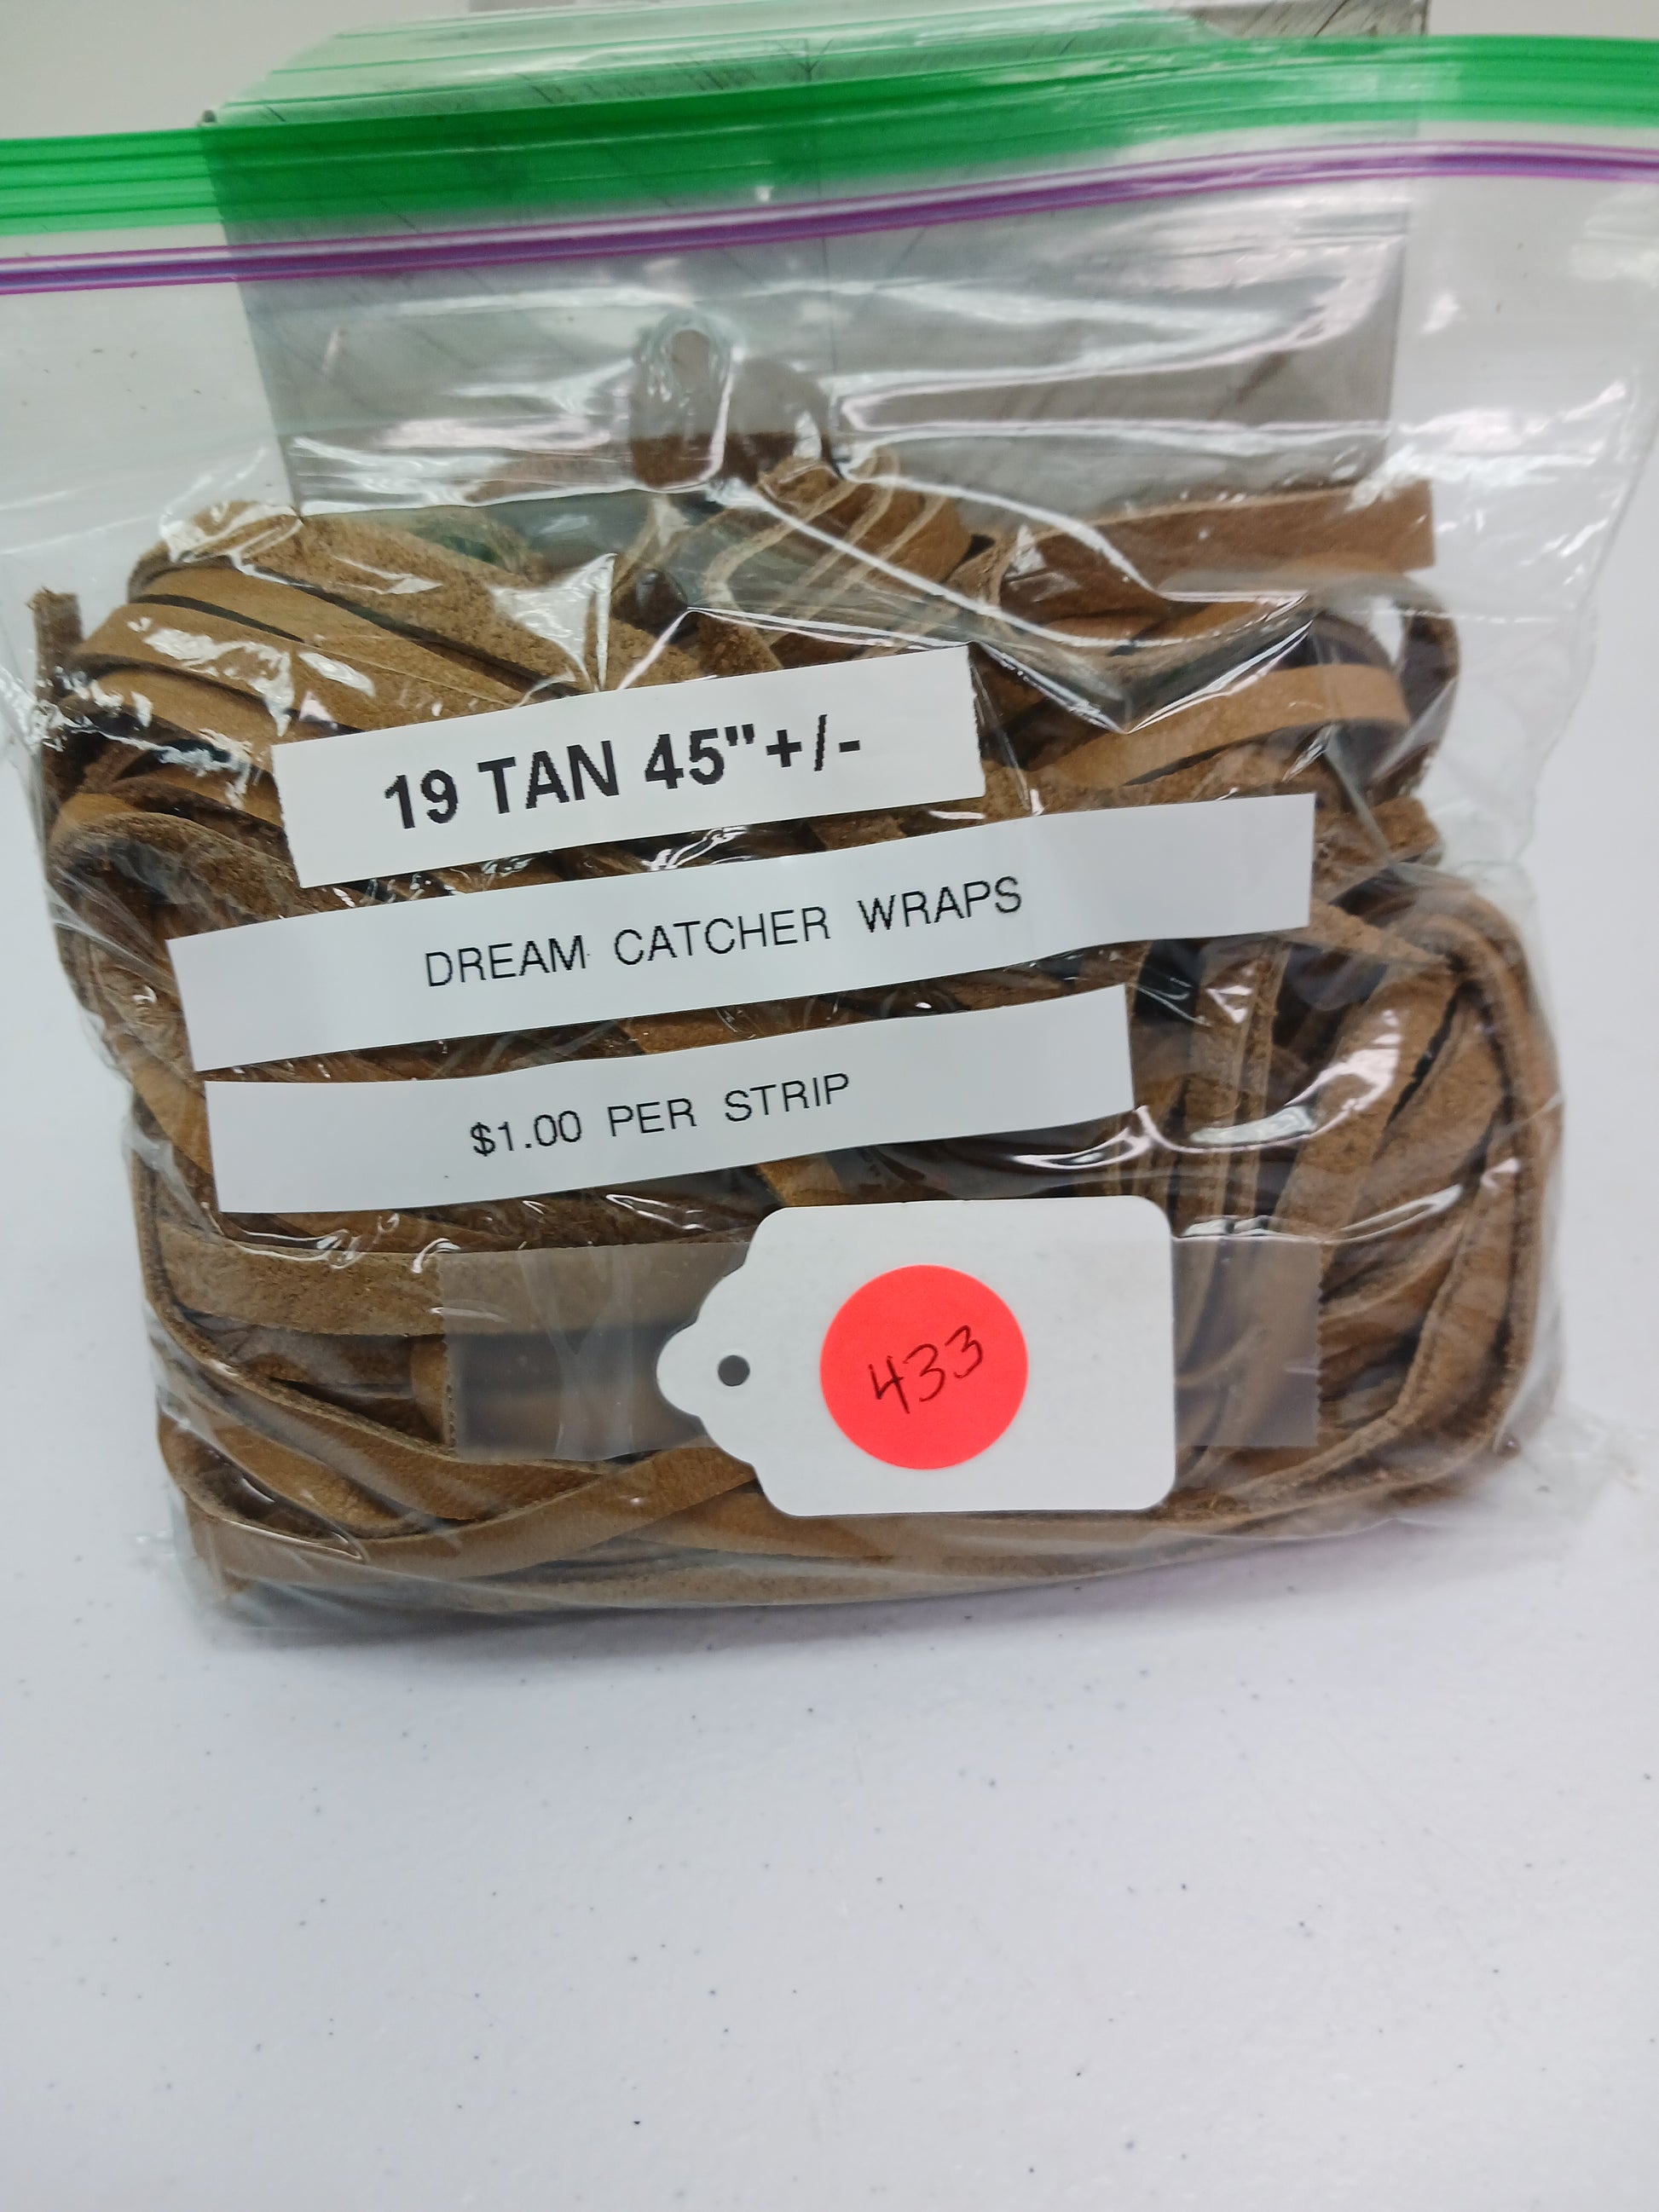 19 TAN 45"+/-
DREAM CATCHER WRAPS
$1.00 PER STRIP
433